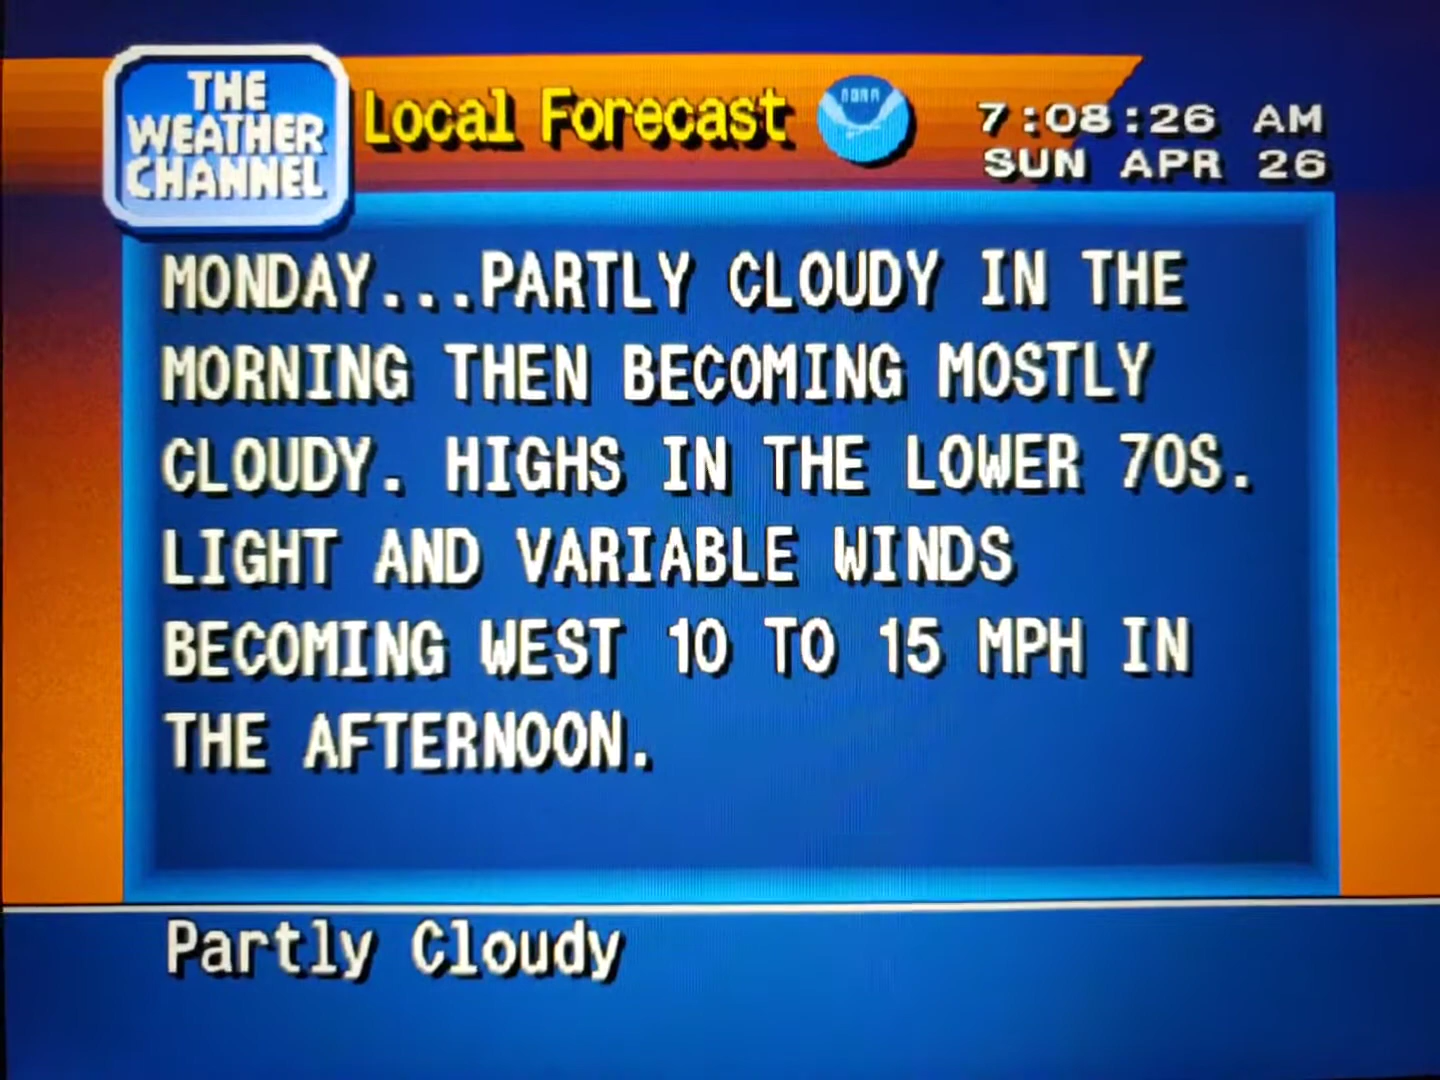 THE
WEATHER
CHANNEL
Local Forecast
NOAA
7:08:26 AM
SUN APR 26
MONDAY...PARTLY CLOUDY IN THE
MORNING THEN BECOMING MOSTLY
CLOUDY. HIGHS IN THE LOWER 70S.
LIGHT AND VARIABLE WINDS
BECOMING WEST 10 TO 15 MPH IN
THE AFTERNOON.
Partly Cloudy